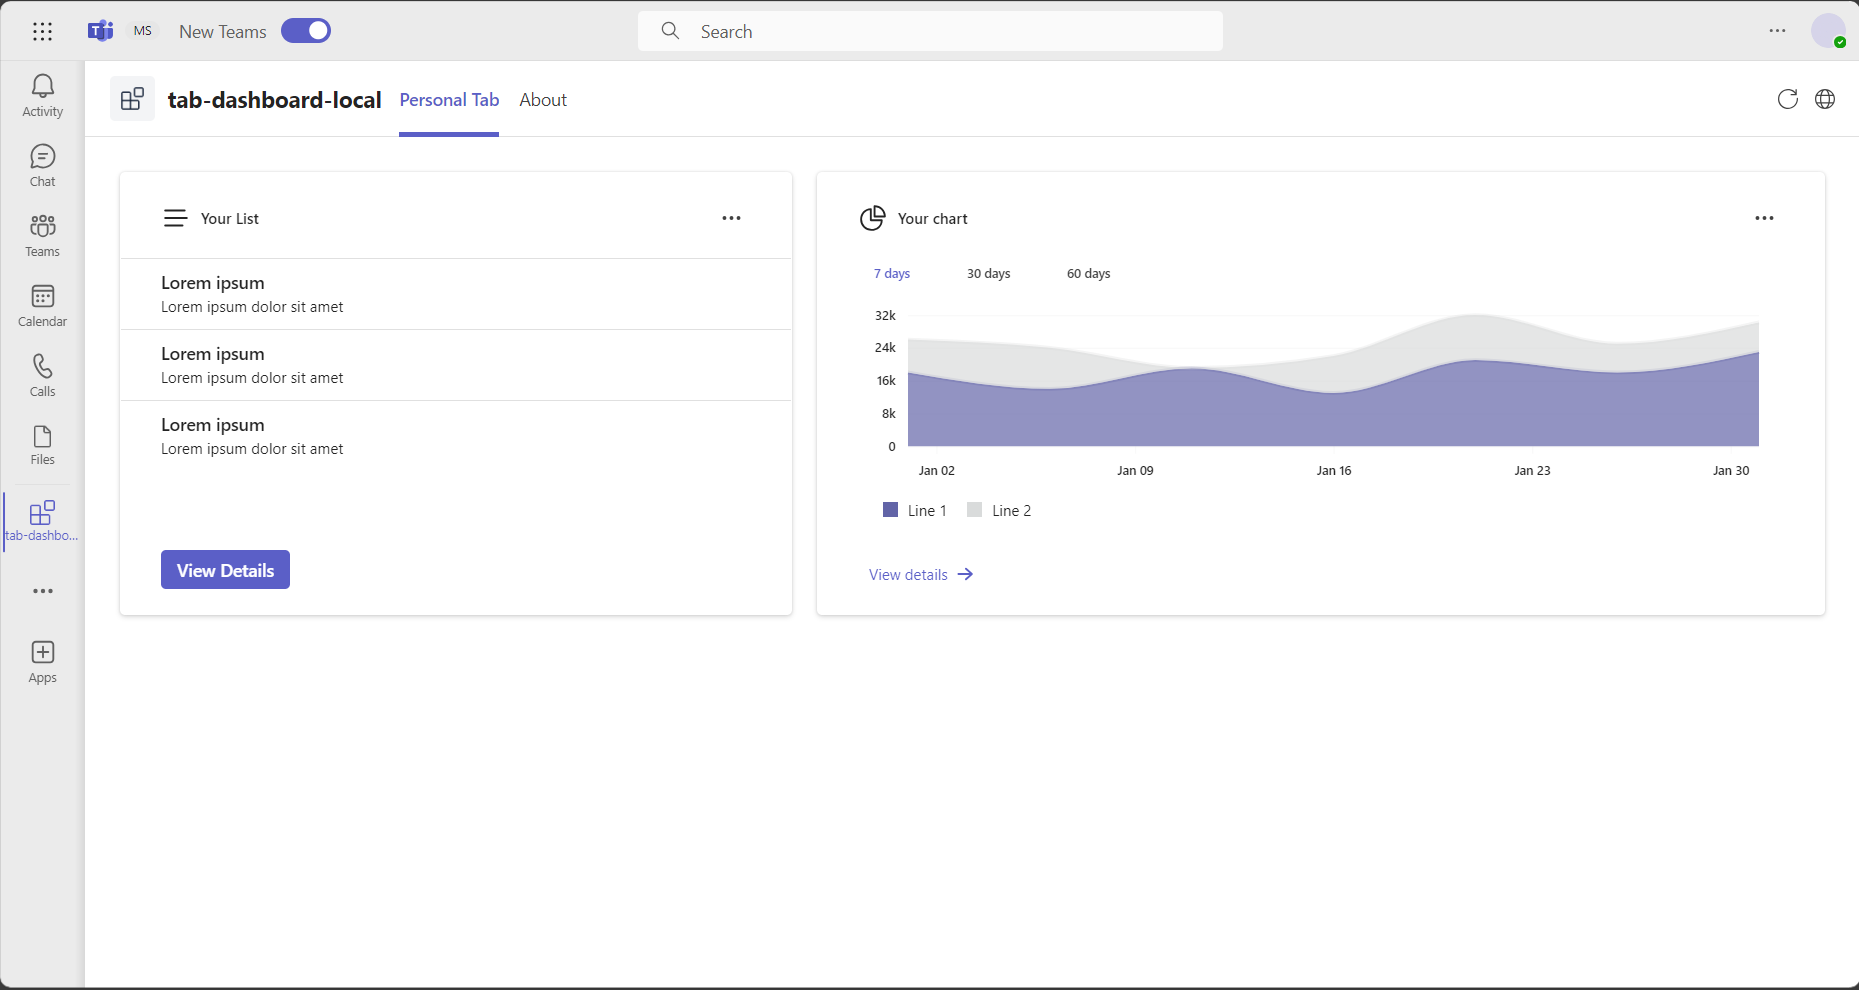 MS New Teams Search
Activity
Chat
Teams
Calendar
Calls
Files
tab-dashbo...
Apps
tab-dashboard-local Personal Tab About
Your List
Lorem ipsum
Lorem ipsum dolor sit amet
Lorem ipsum
Lorem ipsum dolor sit amet
Lorem ipsum
Lorem ipsum dolor sit amet
View Details
Your chart
7 days 30 days 60 days
32k
24k
16k
8k
0
Jan 02 Jan 09 Jan 16 Jan 23 Jan 30
Line 1 Line 2
View details